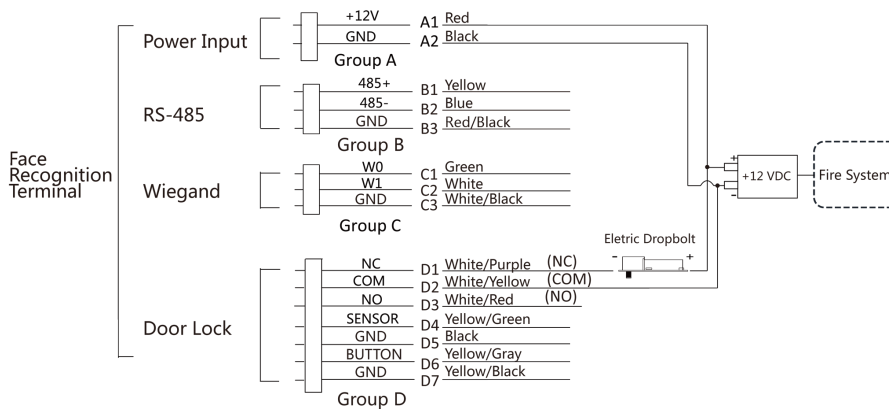 Face
Recognition
Terminal
Power Input
+12V A1 Red
GND A2 Black
Group A
RS-485
485+ B1 Yellow
485- B2 Blue
GND B3 Red/Black
Group B
Wiegand
W0 C1 Green
W1 C2 White
GND C3 White/Black
Group C
Door Lock
NC D1 White/Purple (NC)
COM D2 White/Yellow (COM)
NO D3 White/Red (NO)
SENSOR D4 Yellow/Green
GND D5 Black
BUTTON D6 Yellow/Gray
GND D7 Yellow/Black
Group D
Eletric Dropbolt
- +
+
+12 VDC
-
Fire System